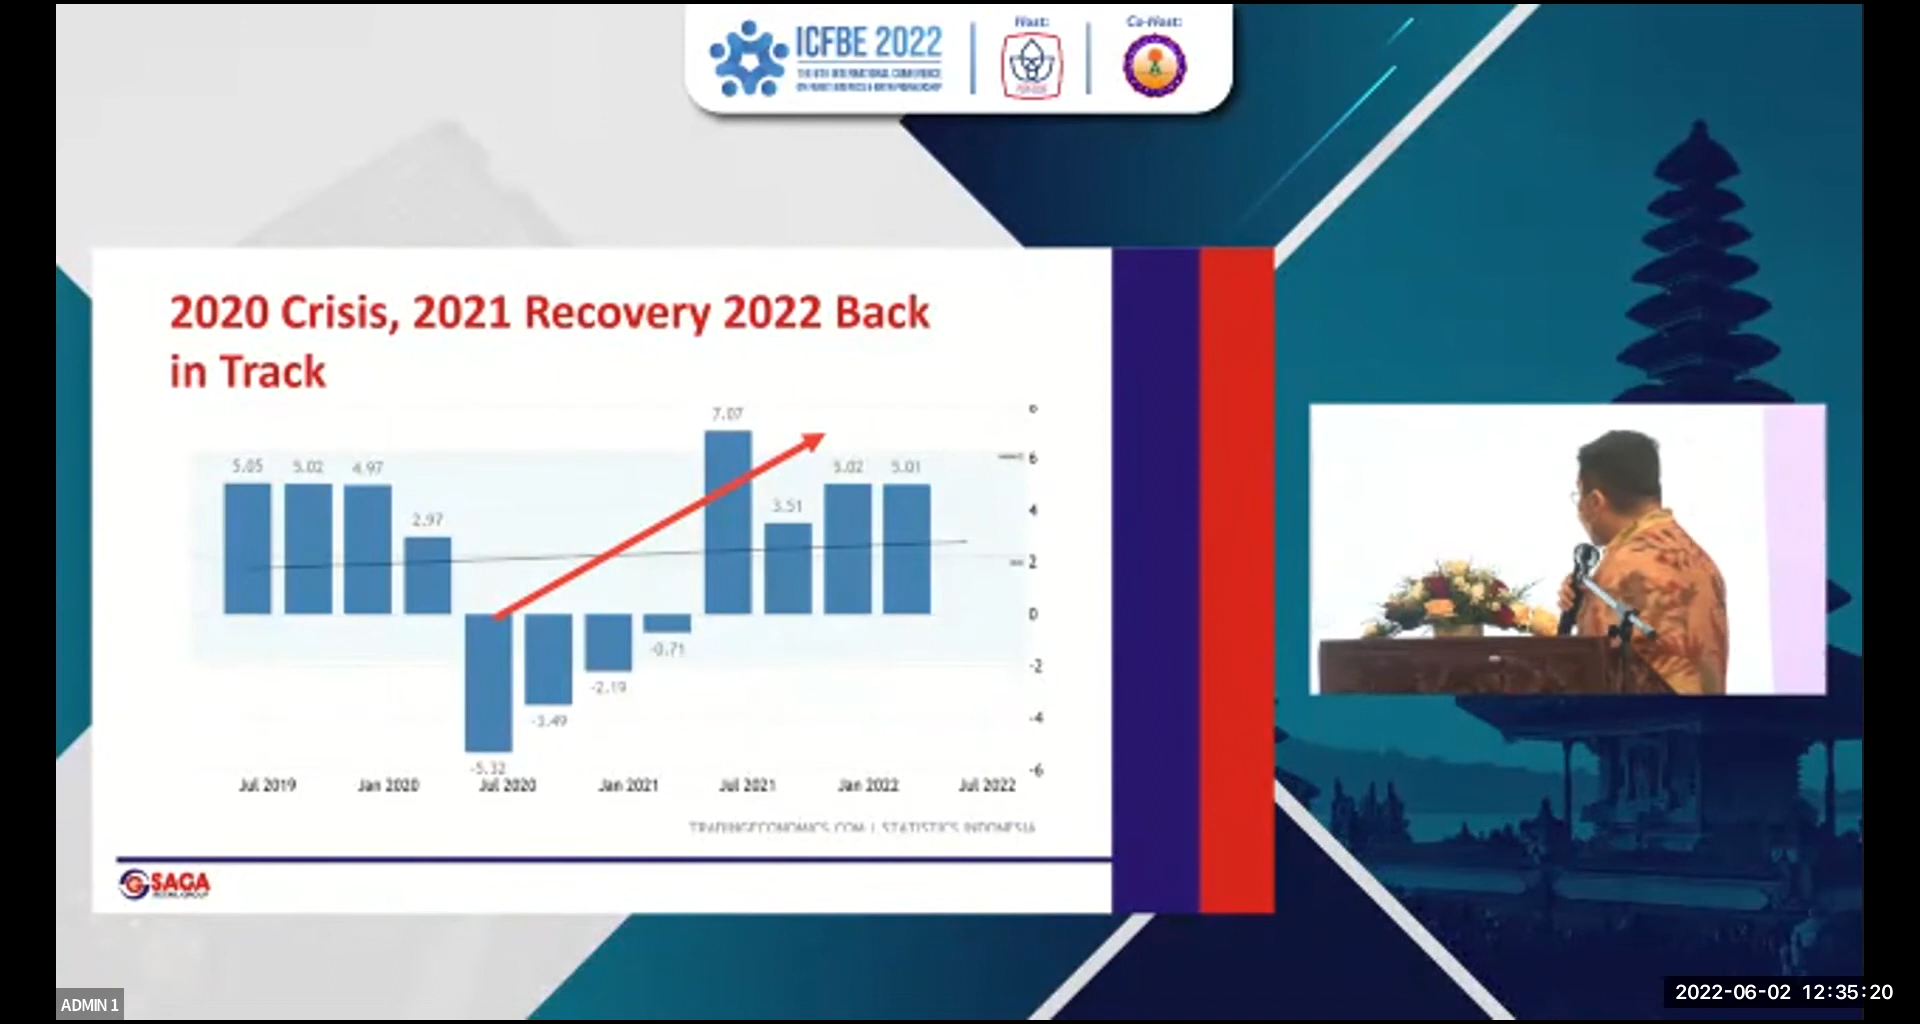 ICFBE 2022
Host:
Co-Host:
2020 Crisis, 2021 Recovery 2022 Back
in Track
5.05
5.02
4.97
2.97
-5.32
-3.49
-2.19
-0.71
7.07
3.51
5.02
5.01
6
4
2
0
-2
-4
-6
Jul 2019
Jan 2020
Jul 2020
Jan 2021
Jul 2021
Jan 2022
Jul 2022
TRADINGECONOMICS.COM | STATISTICS INDONESIA
SAGA
ADMIN 1
2022-06-02 12:35:20